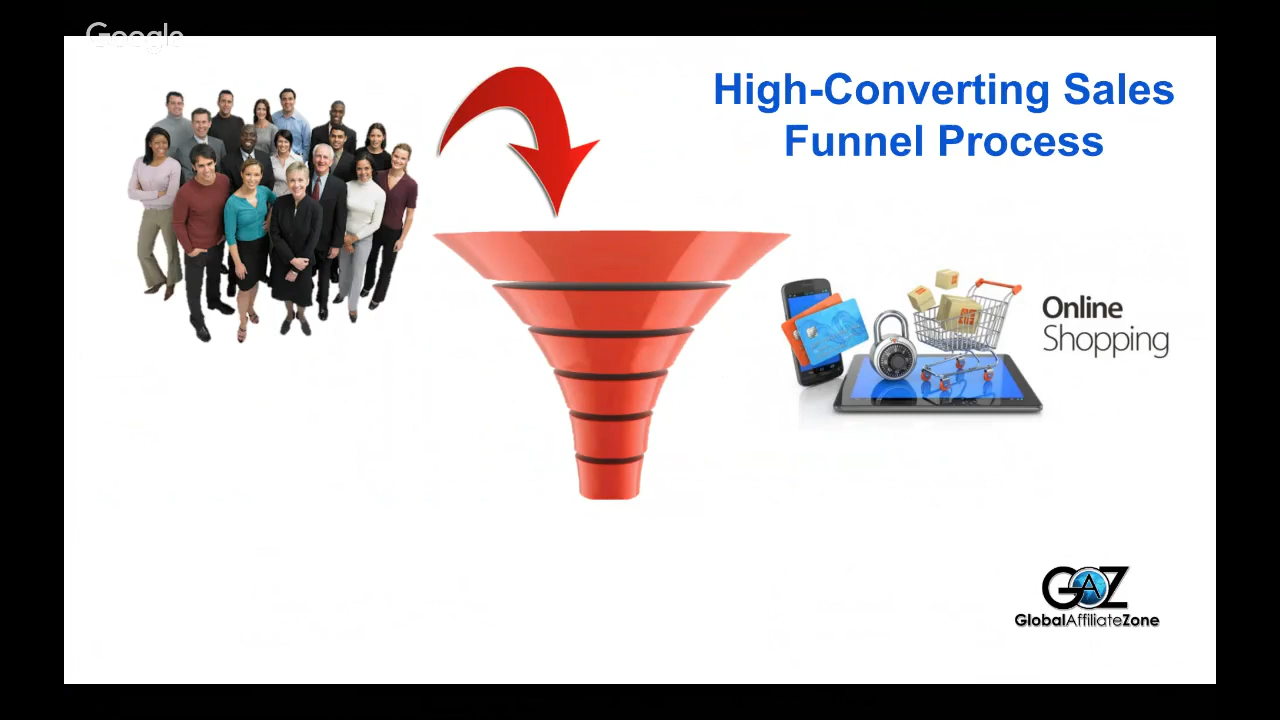 Google
High-Converting Sales
Funnel Process
Online
Shopping
GAZ
GlobalAffiliateZone